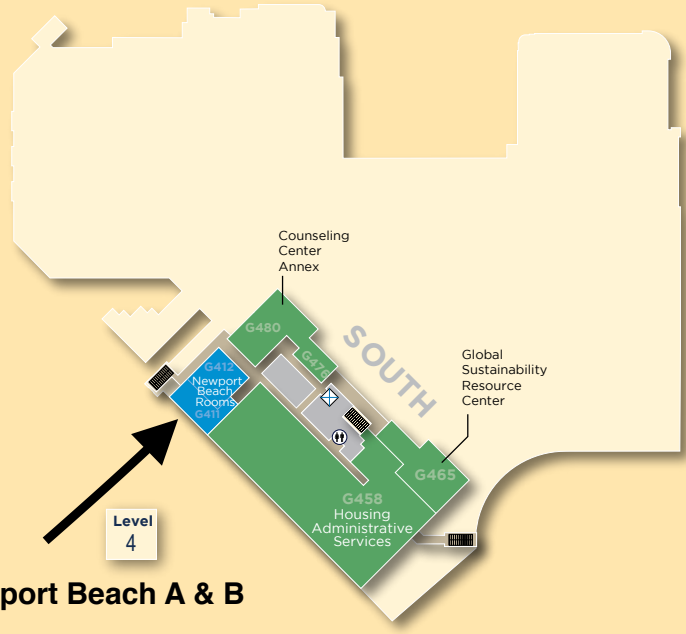 Counseling
Center
Annex
G480
G476
SOUTH
G412
Newport
Beach
Rooms
G411
Global
Sustainability
Resource
Center
G465
G458
Housing
Administrative
Services
Level
4
port Beach A & B